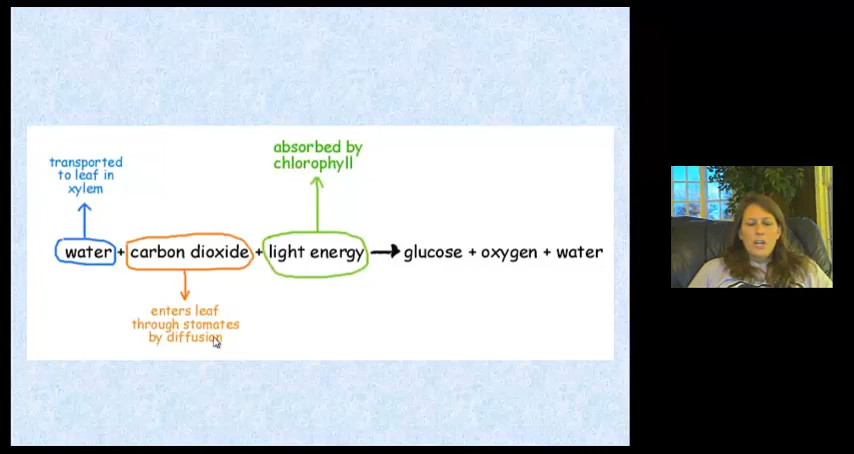 absorbed by
chlorophyll
transported
to leaf in
xylem
water + carbon dioxide + light energy → glucose + oxygen + water
enters leaf
through stomates
by diffusion